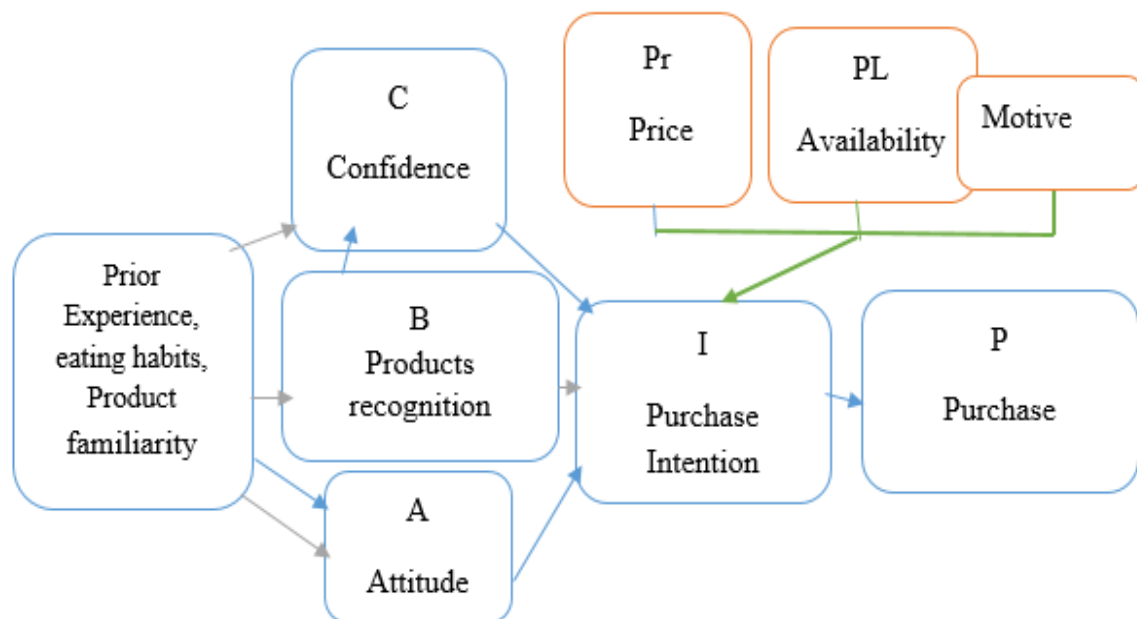 Prior
Experience,
eating habits,
Product
familiarity
C
Confidence
B
Products
recognition
A
Attitude
Pr
Price
PL
Availability
Motive
I
Purchase
Intention
P
Purchase